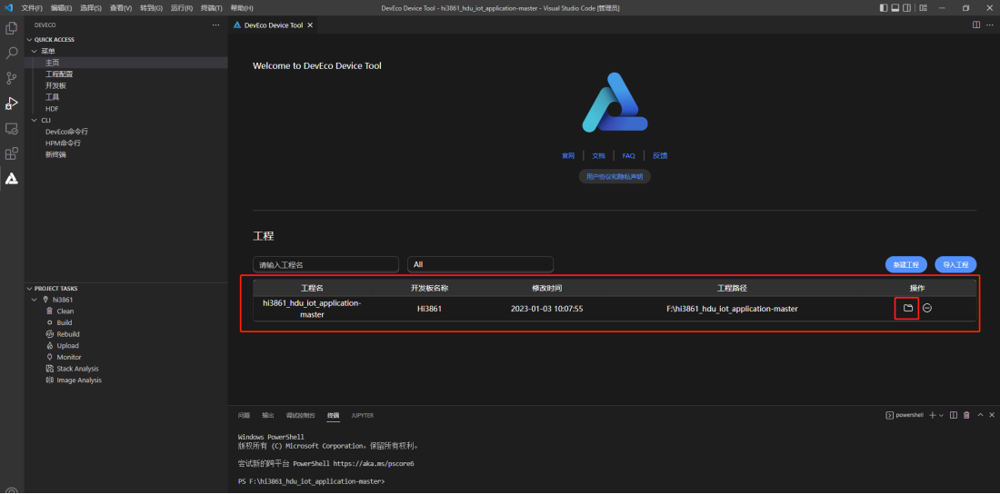 文件(F) 编辑(E) 选择(S) 查看(V) 转到(G) 运行(R) 终端(T) 帮助(H) DevEco Device Tool - hi3861_hdu_iot_application-master - Visual Studio Code [管理员]
DEVECO
QUICK ACCESS
菜单
主页
工程配置
开发板
工具
HDF
CLI
DevEco命令行
HPM命令行
新终端
PROJECT TASKS
hi3861
Clean
Build
Rebuild
Upload
Monitor
Stack Analysis
Image Analysis
DevEco Device Tool
Welcome to DevEco Device Tool
官网 文档 FAQ 反馈
用户协议和隐私声明
工程
请输入工程名 All 新建工程 导入工程
工程名 开发板名称 修改时间 工程路径 操作
hi3861_hdu_iot_application-
master Hi3861 2023-01-03 10:07:55 F:\hi3861_hdu_iot_application-master
问题 输出 调试控制台 终端 JUPYTER powershell
Windows PowerShell
版权所有 (C) Microsoft Corporation。保留所有权利。
尝试新的跨平台 PowerShell https://aka.ms/pscore6
PS F:\hi3861_hdu_iot_application-master>